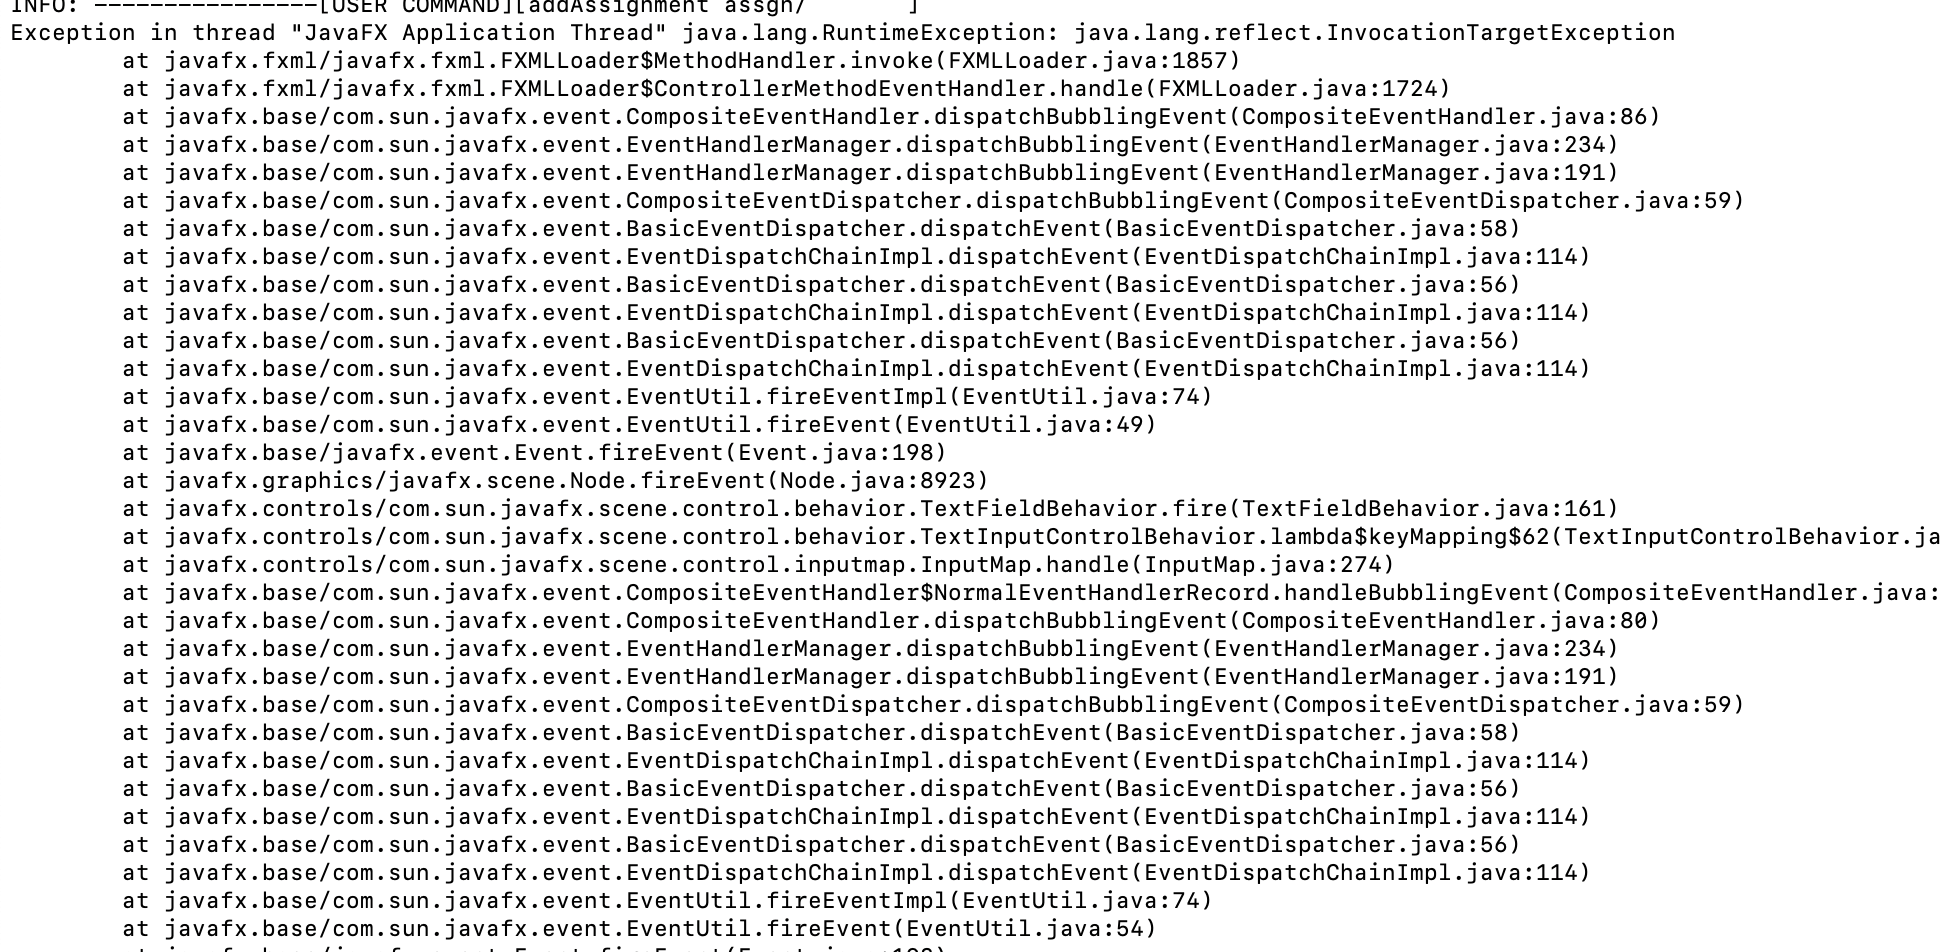 INFO: ----------------[USER COMMAND][addAssignment assgn/       ]
Exception in thread "JavaFX Application Thread" java.lang.RuntimeException: java.lang.reflect.InvocationTargetException
        at javafx.fxml/javafx.fxml.FXMLLoader$MethodHandler.invoke(FXMLLoader.java:1857)
        at javafx.fxml/javafx.fxml.FXMLLoader$ControllerMethodEventHandler.handle(FXMLLoader.java:1724)
        at javafx.base/com.sun.javafx.event.CompositeEventHandler.dispatchBubblingEvent(CompositeEventHandler.java:86)
        at javafx.base/com.sun.javafx.event.EventHandlerManager.dispatchBubblingEvent(EventHandlerManager.java:234)
        at javafx.base/com.sun.javafx.event.EventHandlerManager.dispatchBubblingEvent(EventHandlerManager.java:191)
        at javafx.base/com.sun.javafx.event.CompositeEventDispatcher.dispatchBubblingEvent(CompositeEventDispatcher.java:59)
        at javafx.base/com.sun.javafx.event.BasicEventDispatcher.dispatchEvent(BasicEventDispatcher.java:58)
        at javafx.base/com.sun.javafx.event.EventDispatchChainImpl.dispatchEvent(EventDispatchChainImpl.java:114)
        at javafx.base/com.sun.javafx.event.BasicEventDispatcher.dispatchEvent(BasicEventDispatcher.java:56)
        at javafx.base/com.sun.javafx.event.EventDispatchChainImpl.dispatchEvent(EventDispatchChainImpl.java:114)
        at javafx.base/com.sun.javafx.event.BasicEventDispatcher.dispatchEvent(BasicEventDispatcher.java:56)
        at javafx.base/com.sun.javafx.event.EventDispatchChainImpl.dispatchEvent(EventDispatchChainImpl.java:114)
        at javafx.base/com.sun.javafx.event.EventUtil.fireEventImpl(EventUtil.java:74)
        at javafx.base/com.sun.javafx.event.EventUtil.fireEvent(EventUtil.java:49)
        at javafx.base/javafx.event.Event.fireEvent(Event.java:198)
        at javafx.graphics/javafx.scene.Node.fireEvent(Node.java:8923)
        at javafx.controls/com.sun.javafx.scene.control.behavior.TextFieldBehavior.fire(TextFieldBehavior.java:161)
        at javafx.controls/com.sun.javafx.scene.control.behavior.TextInputControlBehavior.lambda$keyMapping$62(TextInputControlBehavior.ja
        at javafx.controls/com.sun.javafx.scene.control.inputmap.InputMap.handle(InputMap.java:274)
        at javafx.base/com.sun.javafx.event.CompositeEventHandler$NormalEventHandlerRecord.handleBubblingEvent(CompositeEventHandler.java:
        at javafx.base/com.sun.javafx.event.CompositeEventHandler.dispatchBubblingEvent(CompositeEventHandler.java:80)
        at javafx.base/com.sun.javafx.event.EventHandlerManager.dispatchBubblingEvent(EventHandlerManager.java:234)
        at javafx.base/com.sun.javafx.event.EventHandlerManager.dispatchBubblingEvent(EventHandlerManager.java:191)
        at javafx.base/com.sun.javafx.event.CompositeEventDispatcher.dispatchBubblingEvent(CompositeEventDispatcher.java:59)
        at javafx.base/com.sun.javafx.event.BasicEventDispatcher.dispatchEvent(BasicEventDispatcher.java:58)
        at javafx.base/com.sun.javafx.event.EventDispatchChainImpl.dispatchEvent(EventDispatchChainImpl.java:114)
        at javafx.base/com.sun.javafx.event.BasicEventDispatcher.dispatchEvent(BasicEventDispatcher.java:56)
        at javafx.base/com.sun.javafx.event.EventDispatchChainImpl.dispatchEvent(EventDispatchChainImpl.java:114)
        at javafx.base/com.sun.javafx.event.BasicEventDispatcher.dispatchEvent(BasicEventDispatcher.java:56)
        at javafx.base/com.sun.javafx.event.EventDispatchChainImpl.dispatchEvent(EventDispatchChainImpl.java:114)
        at javafx.base/com.sun.javafx.event.EventUtil.fireEventImpl(EventUtil.java:74)
        at javafx.base/com.sun.javafx.event.EventUtil.fireEvent(EventUtil.java:54)